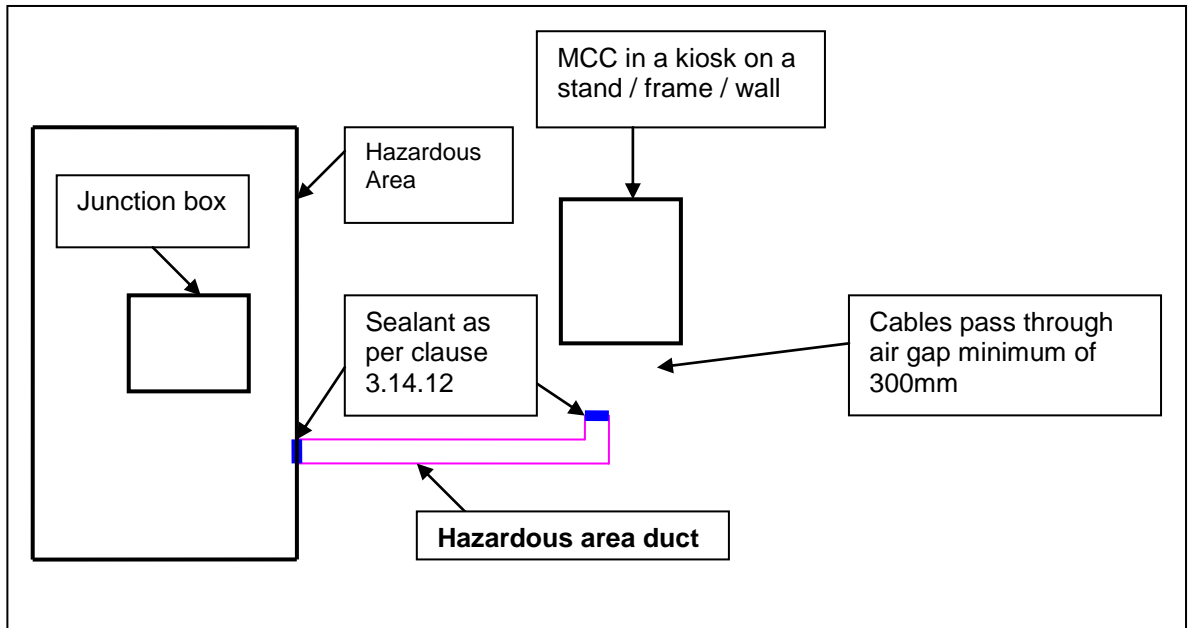 MCC in a kiosk on a
stand / frame / wall
Hazardous
Area
Junction box
Sealant as
per clause
3.14.12
Cables pass through
air gap minimum of
300mm
Hazardous area duct